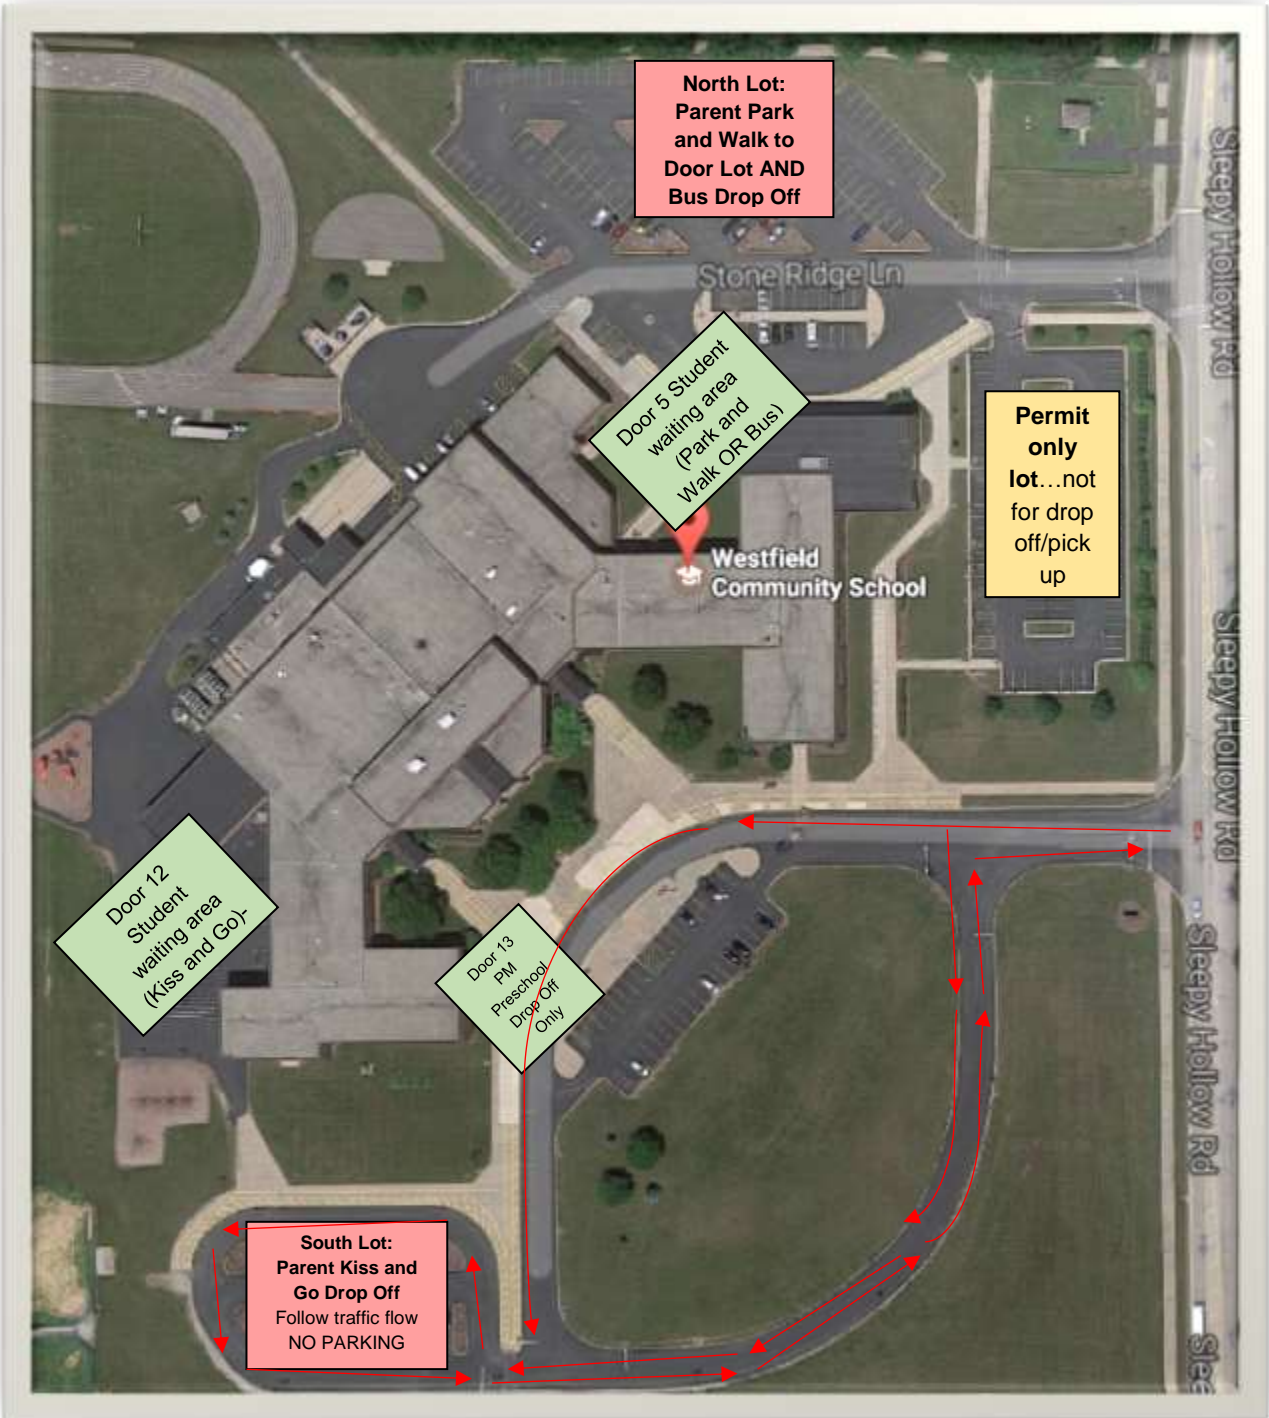 North Lot:
Parent Park
and Walk to
Door Lot AND
Bus Drop Off
Sleepy Hollow Rd
Stone Ridge Ln
Door 5 Student
waiting area
(Park and
Walk OR Bus)
Permit
only
lot…not
for drop
off/pick
up
Westfield
Community School
Sleepy Hollow Rd
Door 12
Student
waiting area
(Kiss and Go)-
Door 13
PM
Preschool
Drop Off
Only
Sleepy Hollow Rd
South Lot:
Parent Kiss and
Go Drop Off
Follow traffic flow
NO PARKING
Slee